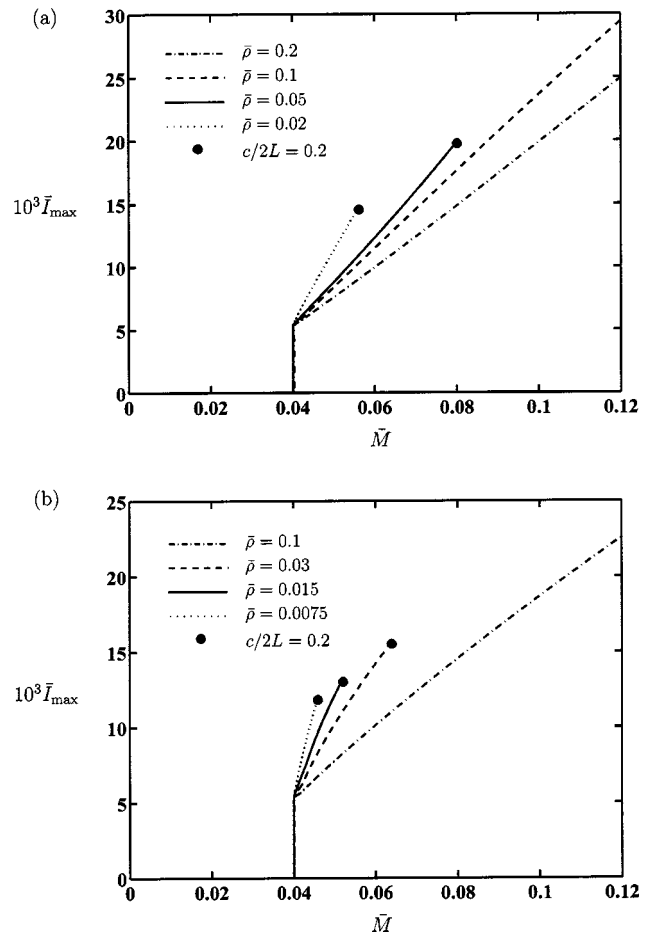 (a)
30
25
20
15
10
5
0
10³Īmax
ρ̄ = 0.2
ρ̄ = 0.1
ρ̄ = 0.05
ρ̄ = 0.02
c/2L = 0.2
0 0.02 0.04 0.06 0.08 0.1 0.12
M̄
(b)
25
20
15
10
5
0
10³Īmax
ρ̄ = 0.1
ρ̄ = 0.03
ρ̄ = 0.015
ρ̄ = 0.0075
c/2L = 0.2
0 0.02 0.04 0.06 0.08 0.1 0.12
M̄